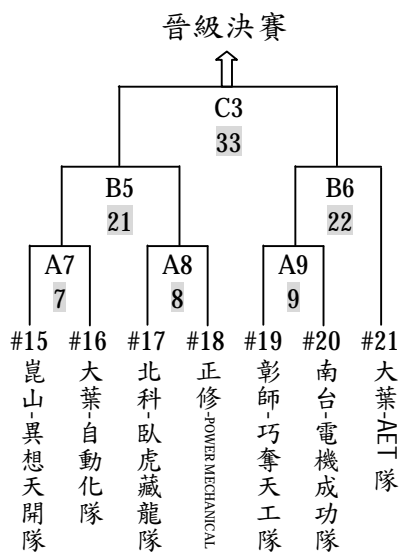 晉級決賽
C3
33
B5
B6
21
22
A7
A8
A9
7
8
9
#15 #16 #17 #18 #19 #20 #21
崑山-異想天開隊
大葉-自動化隊
北科-臥虎藏龍隊
正修-POWER MECHANICAL
彰師-巧奪天工隊
南台-電機成功隊
大葉-AET 隊